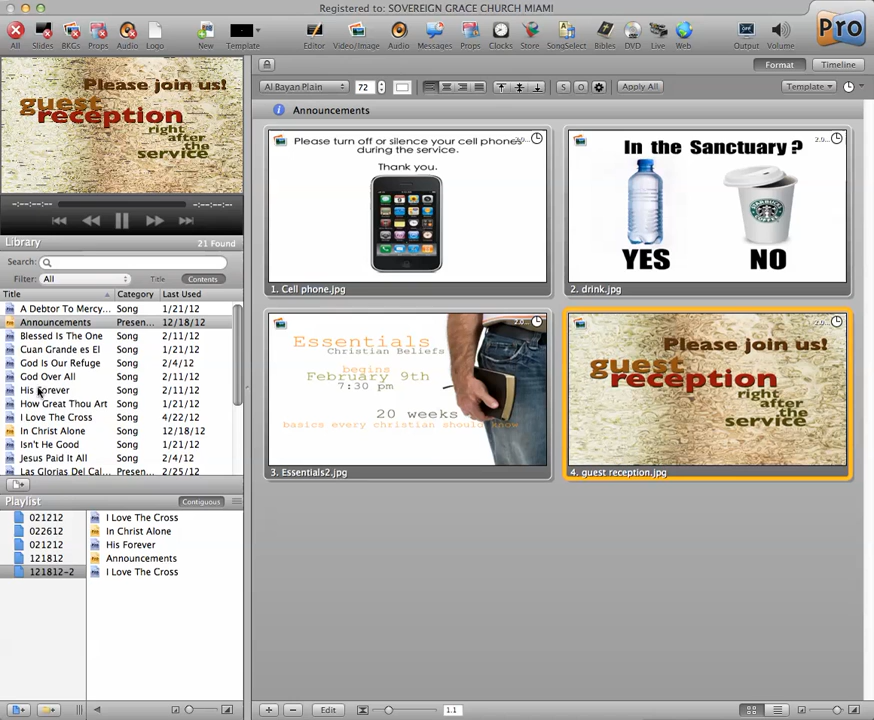 Registered to: SOVEREIGN GRACE CHURCH MIAMI
All Slides BKGs Props Audio Logo New Template Editor Video/Image Audio Messages Props Clocks Store SongSelect Bibles DVD Live Web Output Volume
Pro
Format Timeline
Al Bayan Plain 72 S O Apply All Template
Please join us!
guest
reception
right
after
the
service
--:--:-- --:--:--
Library 21 Found
Search:
Filter: All Title Contents
Title Category Last Used
A Debtor To Mercy... Song 1/21/12
Announcements Presen... 12/18/12
Blessed Is The One Song 2/11/12
Cuan Grande es El Song 1/21/12
God Is Our Refuge Song 2/4/12
God Over All Song 2/11/12
His Forever Song 2/11/12
How Great Thou Art Song 1/21/12
I Love The Cross Song 4/22/12
In Christ Alone Song 12/18/12
Isn't He Good Song 1/21/12
Jesus Paid It All Song 2/4/12
Las Glorias Del Cal... Presen... 2/25/12
Playlist Contiguous
021212
022612
021212
121812
121812-2
I Love The Cross
In Christ Alone
His Forever
Announcements
I Love The Cross
Announcements
Please turn off or silence your cell phones
during the service.
Thank you.
2.0...
1. Cell phone.jpg
In the Sanctuary?
2.0...
YES NO
2. drink.jpg
Essentials
Christian Beliefs
begins
February 9th
7:30 pm
20 weeks
basics every christian should know
2.0...
3. Essentials2.jpg
Please join us!
guest
reception
right
after
the
service
2.0...
4. guest reception.jpg
Edit 1.1